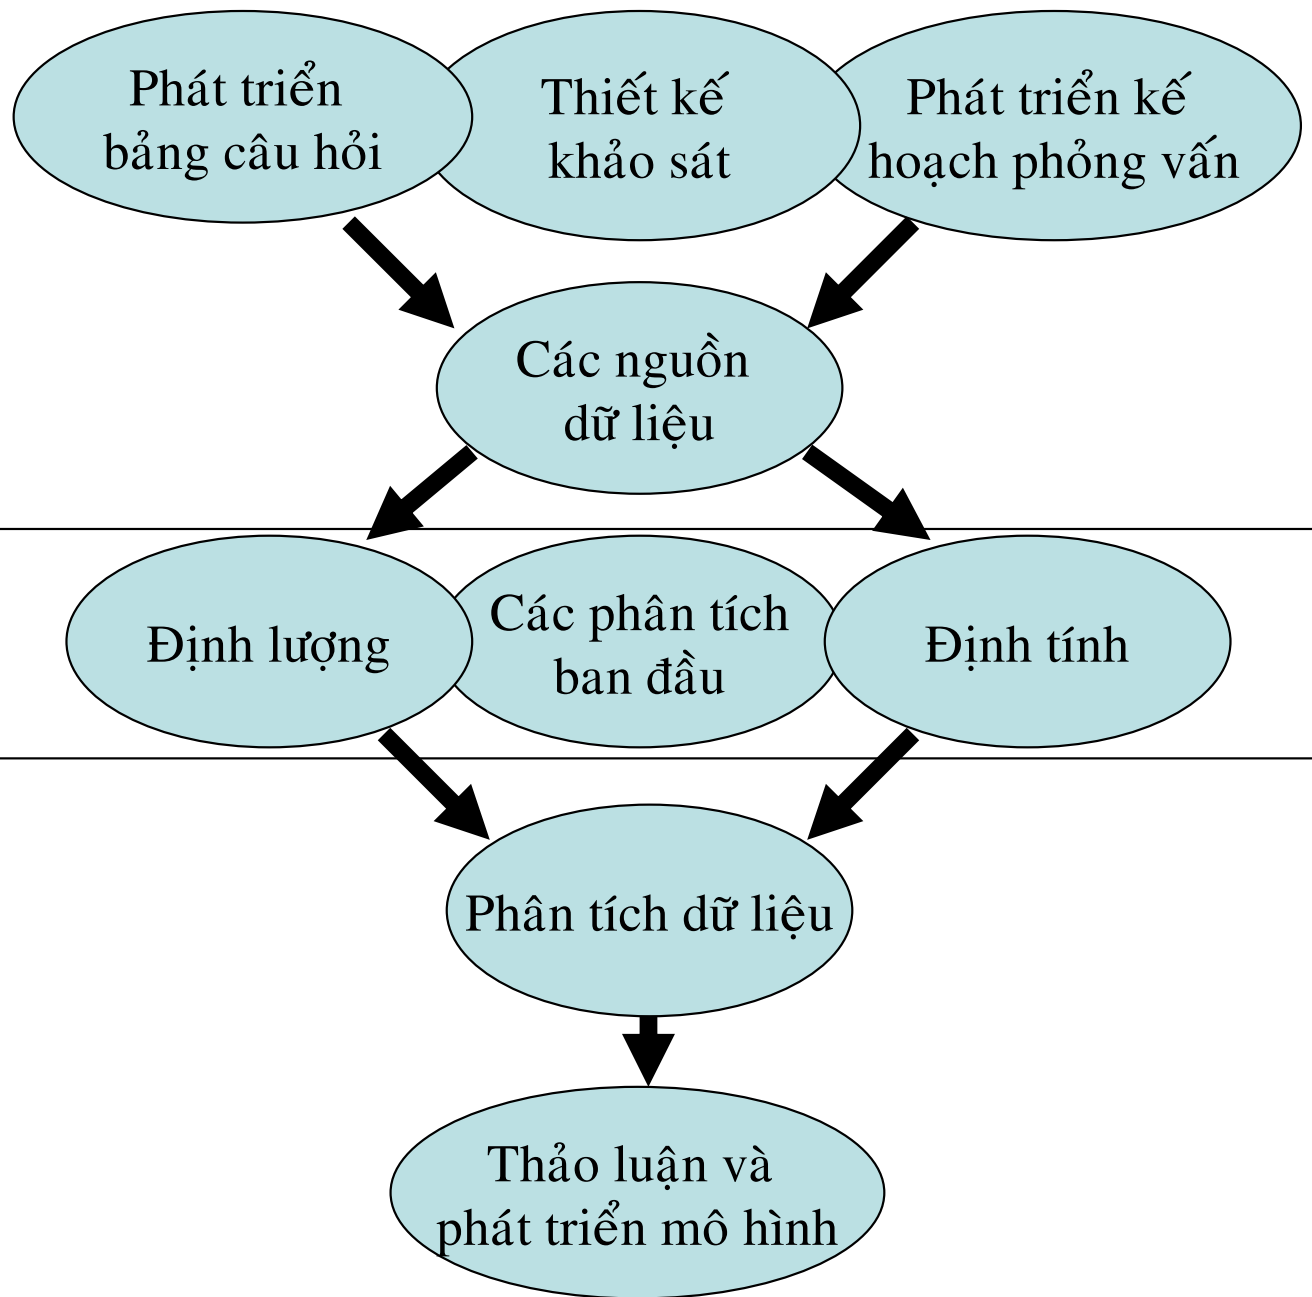 Phát triển
bảng câu hỏi
Thiết kế
khảo sát
Phát triển kế
hoạch phỏng vấn
Các nguồn
dữ liệu
Định lượng
Các phân tích
ban đầu
Định tính
Phân tích dữ liệu
Thảo luận và
phát triển mô hình